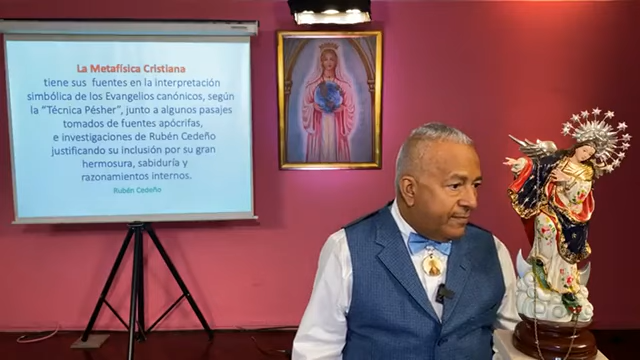 La Metafísica Cristiana
tiene sus fuentes en la interpretación
simbólica de los Evangelios canónicos, según
la "Técnica Pésher", junto a algunos pasajes
tomados de fuentes apócrifas,
e investigaciones de Rubén Cedeño
justificando su inclusión por su gran
hermosura, sabiduría y
razonamientos internos.
Rubén Cedeño